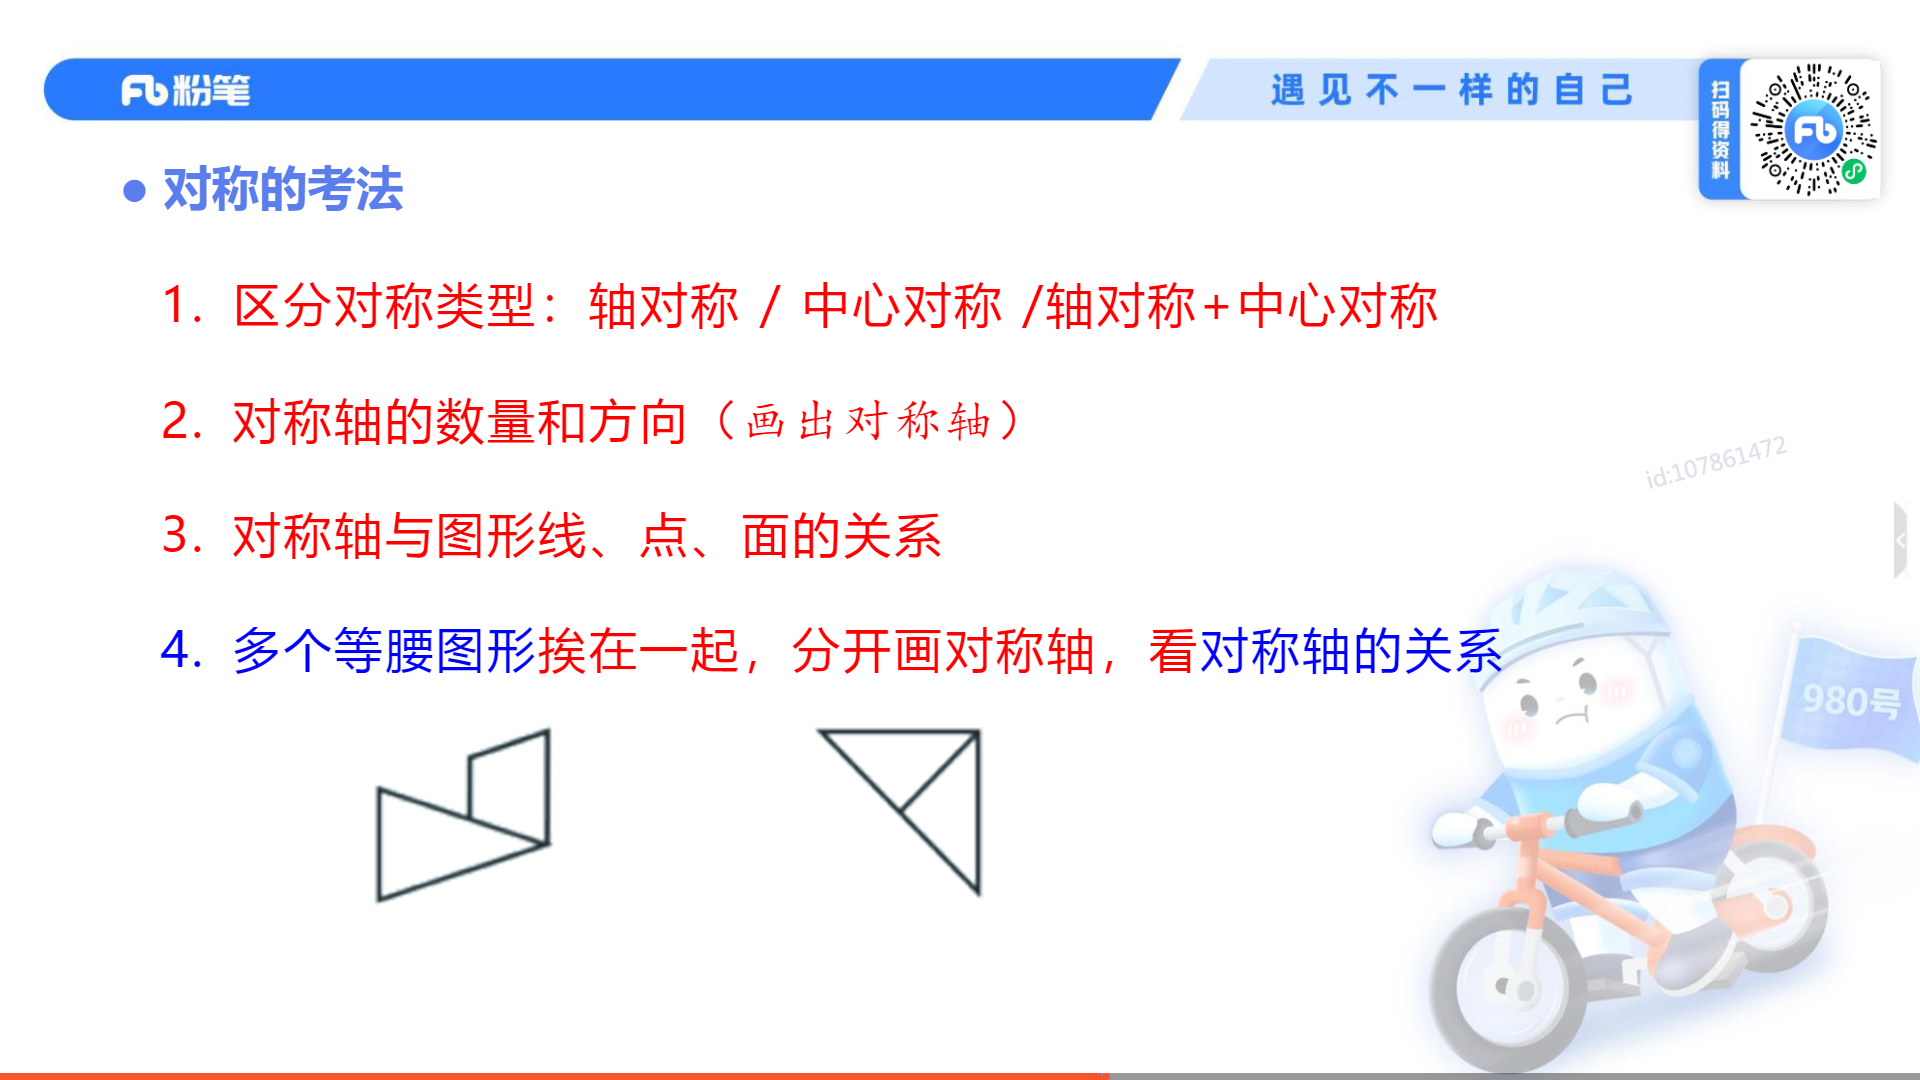 粉笔
遇见不一样的自己
扫码得资料
对称的考法
1. 区分对称类型：轴对称 / 中心对称 /轴对称+中心对称
2. 对称轴的数量和方向（画出对称轴）
id:107861472
3. 对称轴与图形线、点、面的关系
4. 多个等腰图形挨在一起，分开画对称轴，看对称轴的关系
980号